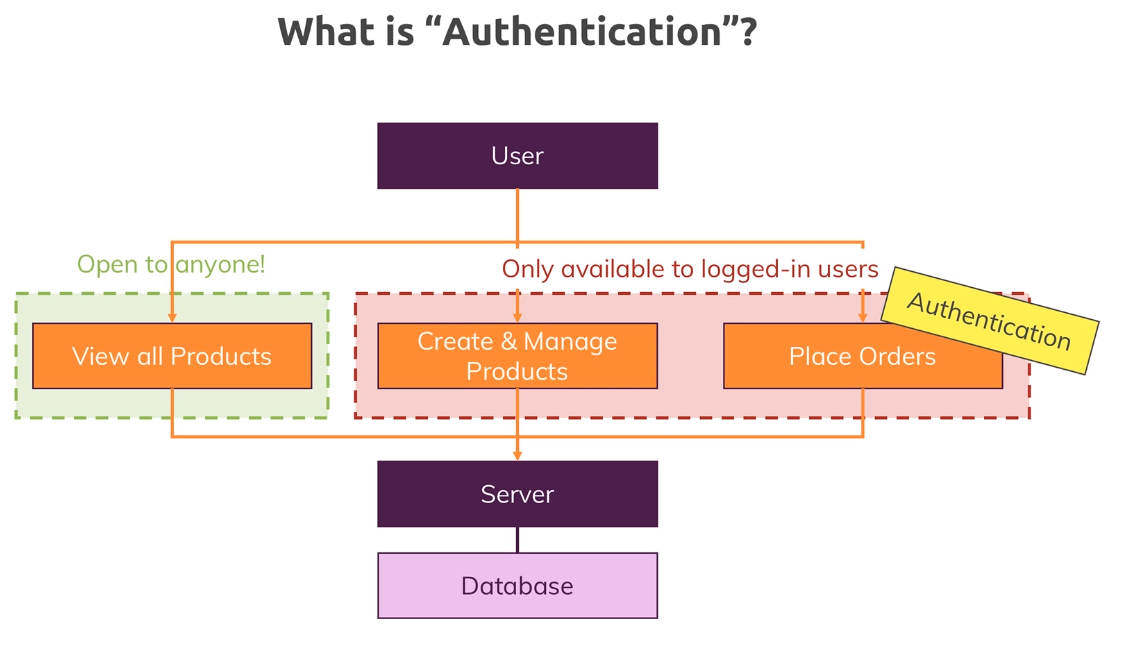 What is “Authentication”?
User
Open to anyone!
Only available to logged-in users
Authentication
View all Products
Create & Manage
Products
Place Orders
Server
Database